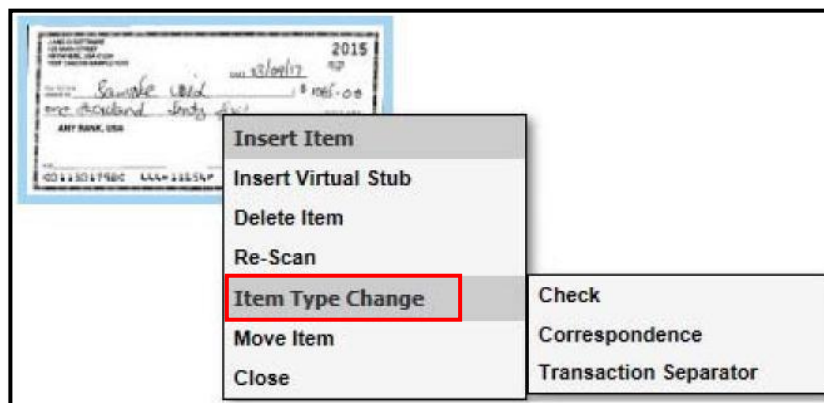 2015
Sample void
ANY BANK, USA
Insert Item
Insert Virtual Stub
Delete Item
Re-Scan
Item Type Change
Move Item
Close
Check
Correspondence
Transaction Separator